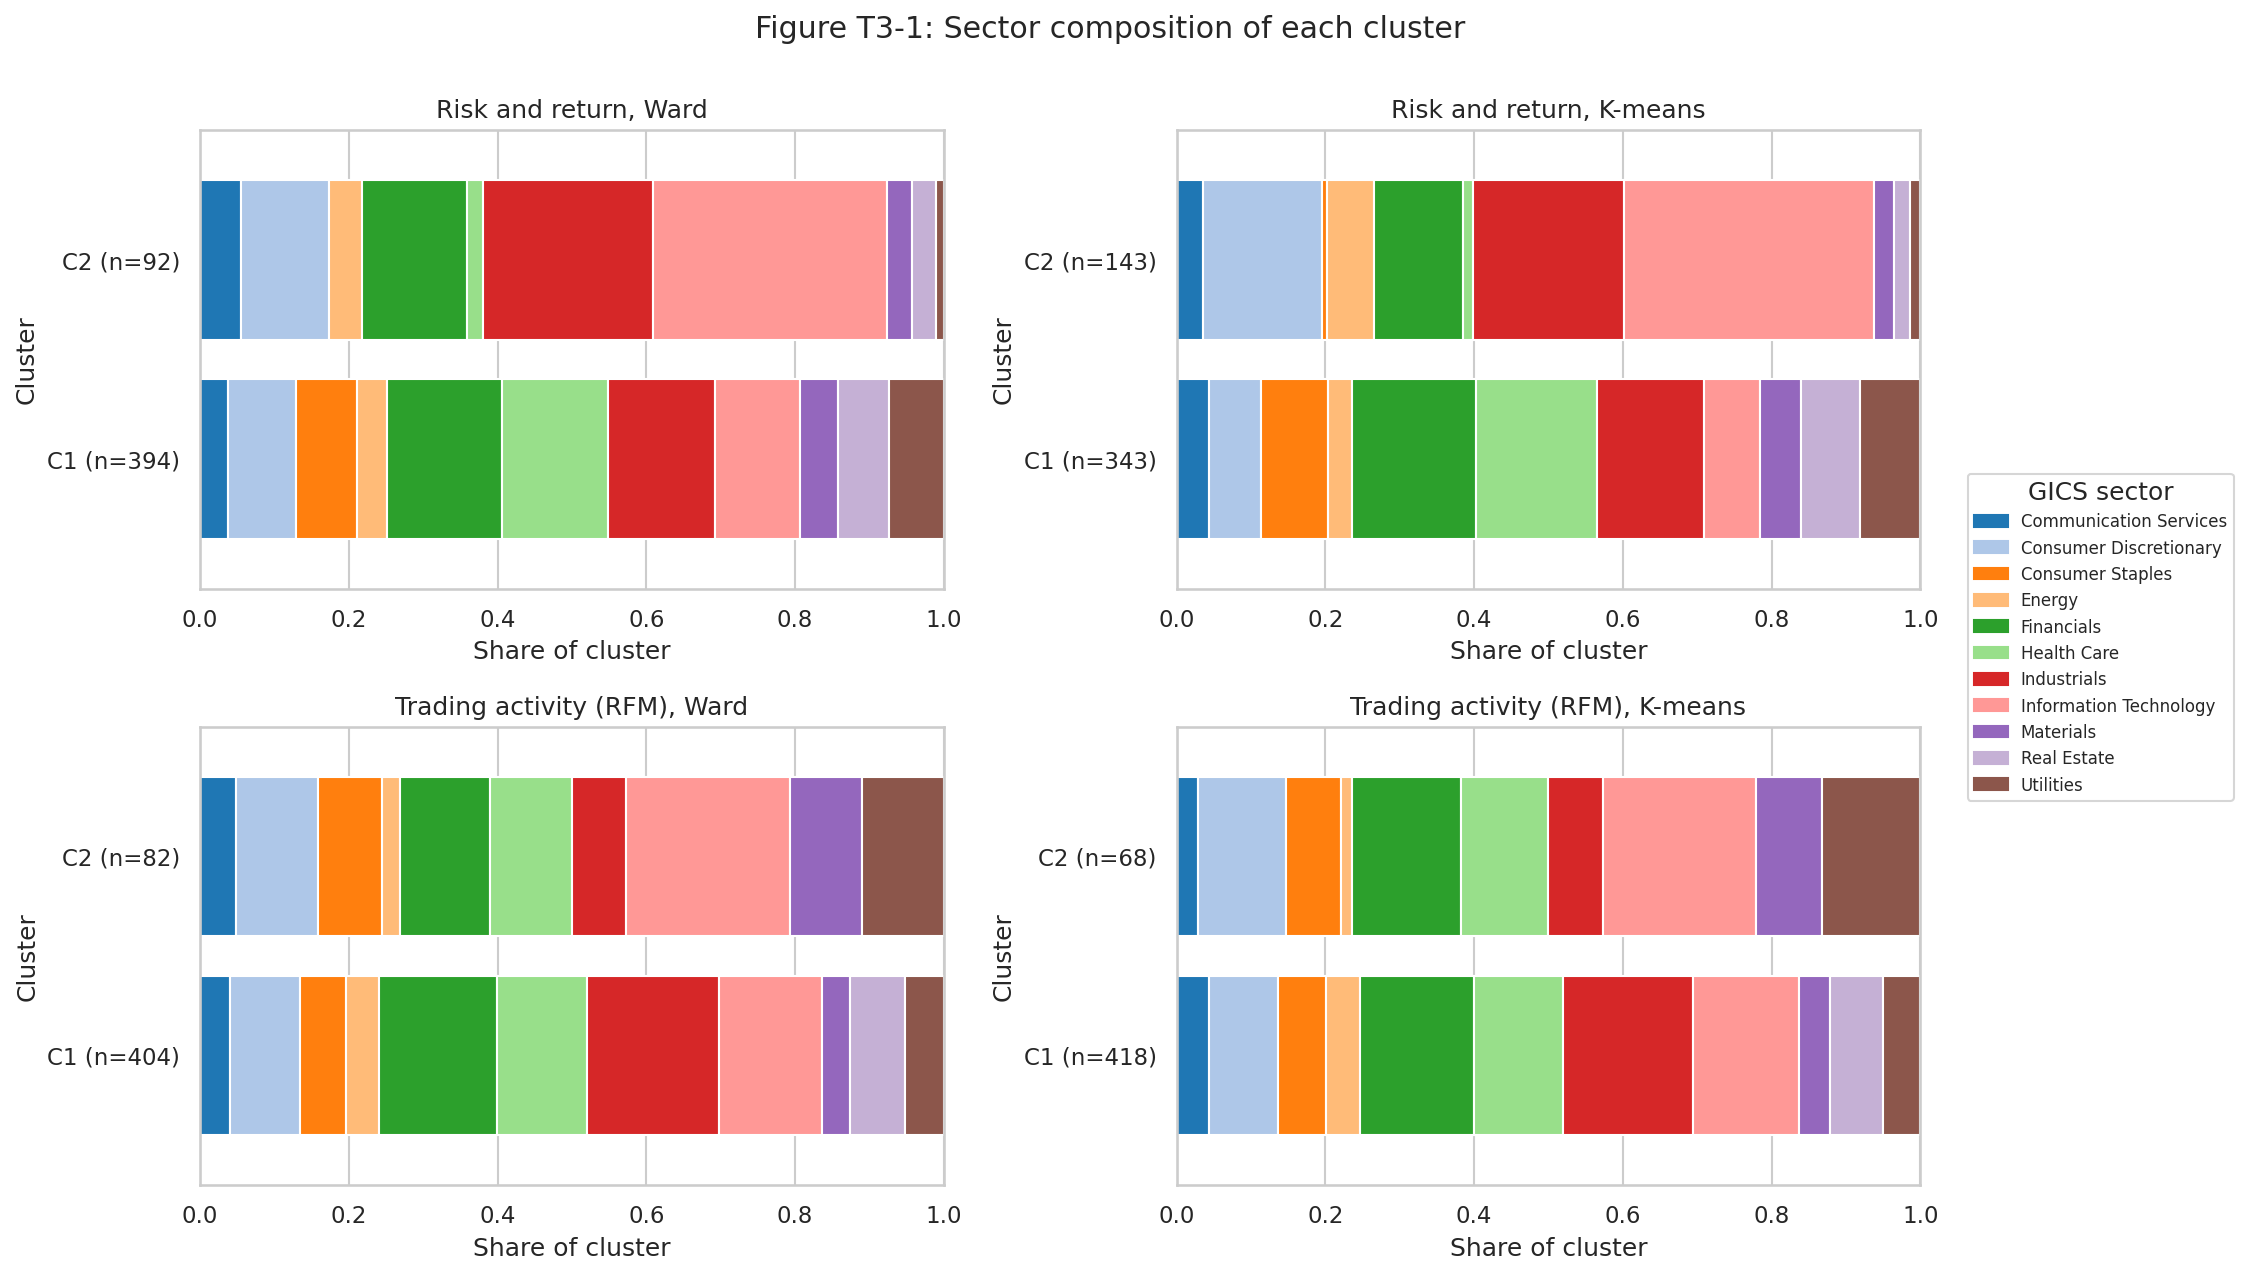 Figure T3-1: Sector composition of each cluster
Risk and return, Ward
Cluster
C2 (n=92)
C1 (n=394)
0.0 0.2 0.4 0.6 0.8 1.0
Share of cluster
Risk and return, K-means
Cluster
C2 (n=143)
C1 (n=343)
0.0 0.2 0.4 0.6 0.8 1.0
Share of cluster
GICS sector
Communication Services
Consumer Discretionary
Consumer Staples
Energy
Financials
Health Care
Industrials
Information Technology
Materials
Real Estate
Utilities
Trading activity (RFM), Ward
Cluster
C2 (n=82)
C1 (n=404)
0.0 0.2 0.4 0.6 0.8 1.0
Share of cluster
Trading activity (RFM), K-means
Cluster
C2 (n=68)
C1 (n=418)
0.0 0.2 0.4 0.6 0.8 1.0
Share of cluster